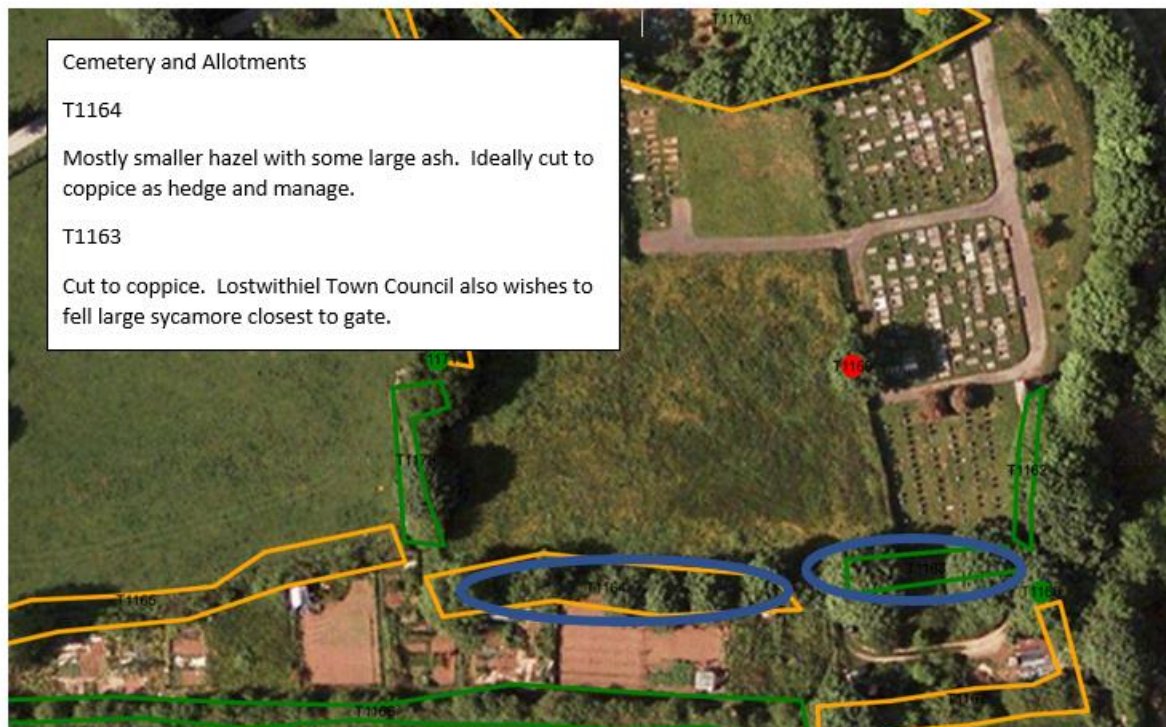 T1170
Cemetery and Allotments
T1164
Mostly smaller hazel with some large ash. Ideally cut to
coppice as hedge and manage.
T1163
Cut to coppice. Lostwithiel Town Council also wishes to
fell large sycamore closest to gate.
T1162
T1165